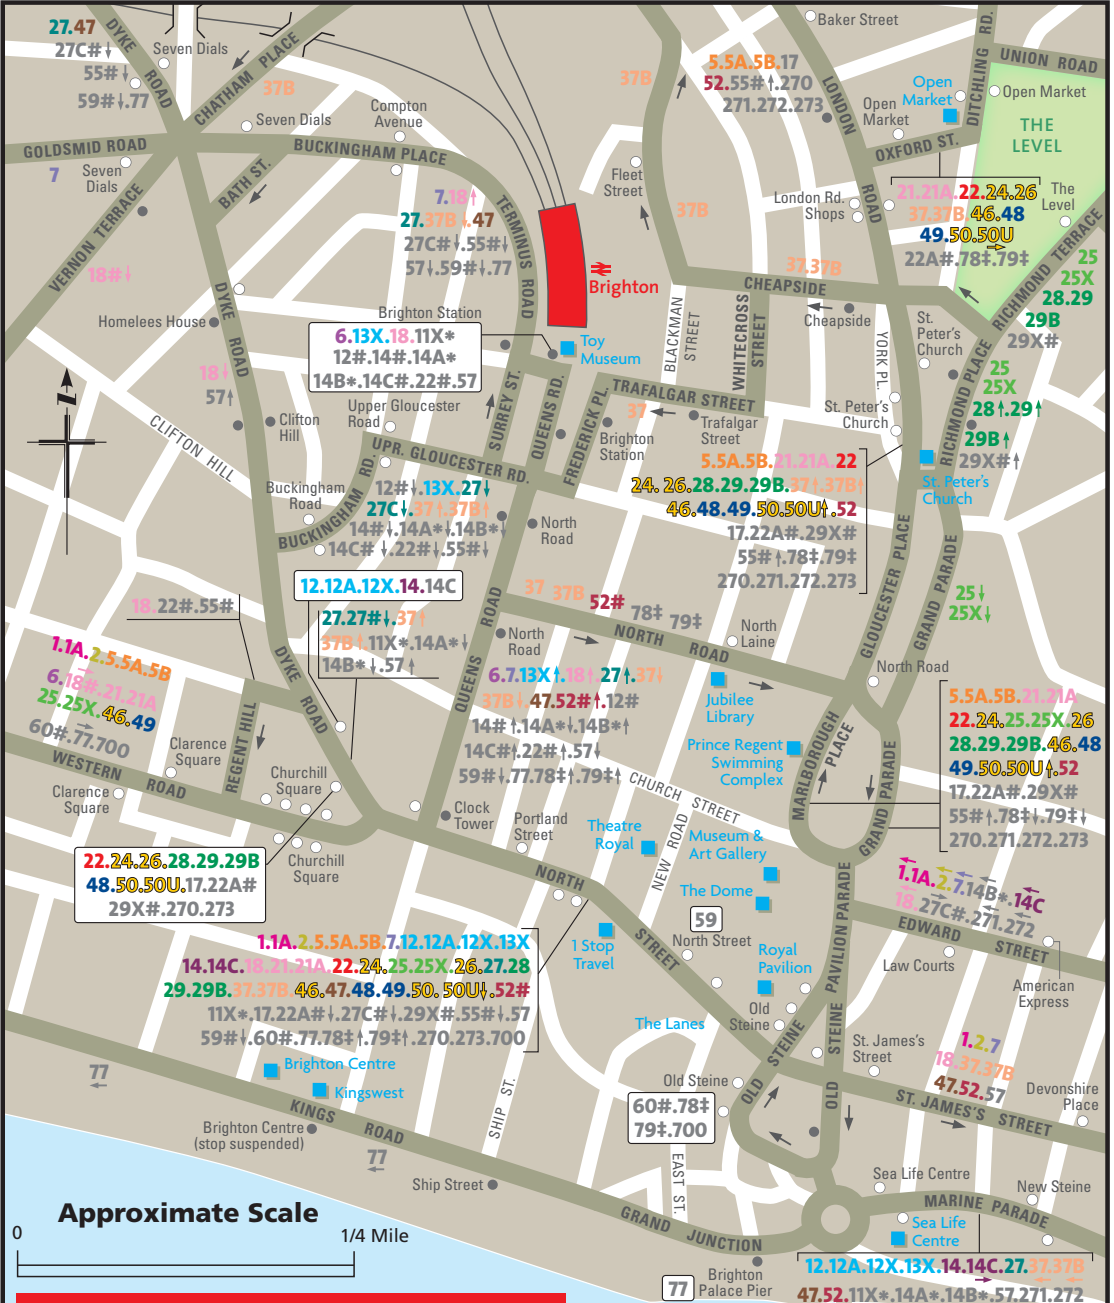 27.47
27C#↓
55#↓
59#↓.77
DYKE ROAD
Seven Dials
CHATHAM PLACE
37B
Seven Dials
Compton
Avenue
GOLDSMID ROAD
BUCKINGHAM PLACE
7
Seven
Dials
BATH ST.
VERNON TERRACE
18#↓
7.18↑
27.37B↓.47
27C#↓.55#↓
57↓.59#↓.77
TERMINUS ROAD
37B
Fleet
Street
37B
Brighton
5.5A.5B.17
52.55#↑.270
271.272.273
Baker Street
LONDON ROAD
Open
Market
Open
Market
DITCHLING RD.
UNION ROAD
Open Market
THE
LEVEL
OXFORD ST.
London Rd.
Shops
21.21A.22.24.26
37.37B.46.48
49.50.50U
22A#.78‡.79‡
The
Level
RICHMOND TERRACE
25
25X
28.29
29B
29X#
37.37B
CHEAPSIDE
Cheapside
Homelees House
DYKE ROAD
Brighton Station
6.13X.18.11X*
12#.14#.14A*
14B*.14C#.22#.57
Toy
Museum
BLACKMAN
STREET
WHITECROSS
STREET
YORK PL.
St.
Peter's
Church
RICHMOND PLACE
25
25X
28↑.29↑
29B↑
29X#↑
18↓
57↑
Clifton
Hill
CLIFTON HILL
Upper Gloucester
Road
SURREY ST.
QUEENS RD.
FREDERICK PL.
TRAFALGAR STREET
37
Brighton
Station
Trafalgar
Street
St. Peter's
Church
St. Peter's
Church
UPR. GLOUCESTER RD.
BUCKINGHAM RD.
Buckingham
Road
12#↓.13X.27↓
27C↓.37↑.37B↑
14#↓.14A*↓.14B*↓
14C#↓.22#↓.55#↓
North
Road
5.5A.5B.21.21A.22
24.26.28.29.29B.37↑.37B↑
46.48.49.50.50U↑.52
17.22A#.29X#
55#↑.78‡.79‡
270.271.272.273
12.12A.12X.14.14C
27.27#↓.37↑
37B↑.11X*.14A*↓
14B*↓.57↑
18.22#.55#
37 37B 52# 78‡ 79‡
NORTH ROAD
North
Road
North
Laine
GLOUCESTER PLACE
GRAND PARADE
25↓
25X↓
1.1A.2.5.5A.5B
6.18#.21.21A
25.25X.46.49
60#.77.700
WESTERN ROAD
Clarence
Square
Clarence
Square
REGENT HILL
DYKE ROAD
QUEENS ROAD
6.7.13X↑.18↑.27↑.37↓
37B↓.47.52#↑.12#
14#↑.14A*↓.14B*↑
14C#↑.22#↑.57↓
59#↓.77.78‡↑.79‡↑
Jubilee
Library
North Road
Prince Regent
Swimming
Complex
MARLBOROUGH
PLACE
GRAND PARADE
5.5A.5B.21.21A
22.24.25.25X.26
28.29.29B.46.48
49.50.50U↑.52
17.22A#.29X#
55#↑.78‡↓.79‡↓
270.271.272.273
Churchill
Square
Churchill
Square
22.24.26.28.29.29B
48.50.50U.17.22A#
29X#.270.273
Clock
Tower
Portland
Street
CHURCH STREET
Theatre
Royal
NEW ROAD
Museum &
Art Gallery
The Dome
59
North Street
1.1A.2.7.14B*.14C
18.27C#.271.272
EDWARD STREET
Law Courts
American
Express
NORTH STREET
1 Stop
Travel
Royal
Pavilion
PAVILION PARADE
1.1A.2.5.5A.5B.7.12.12A.12X.13X
14.14C.18.21.21A.22.24.25.25X.26.27.28
29.29B.37.37B.46.47.48.49.50.50U↓.52#
11X*.17.22A#↓.27C#↓.29X#.55#↓.57
59#↓.60#.77.78‡↑.79‡↑.270.273.700
The Lanes
Old
Steine
OLD STEINE
OLD STEINE
St. James's
Street
1.2.7
18.37.37B
47.52.57
ST. JAMES'S STREET
Devonshire
Place
Old Steine
60#.78‡
79‡.700
77
Brighton Centre
Kingswest
KINGS ROAD
Brighton Centre
(stop suspended)
77
SHIP ST.
Ship Street
EAST ST.
GRAND JUNCTION
Sea Life Centre
New Steine
MARINE PARADE
Sea Life
Centre
12.12A.12X.13X.14.14C.27.37.37B
47.52.11X*.14A*.14B*.57.271.272
77
Brighton
Palace Pier
Approximate Scale
0
1/4 Mile